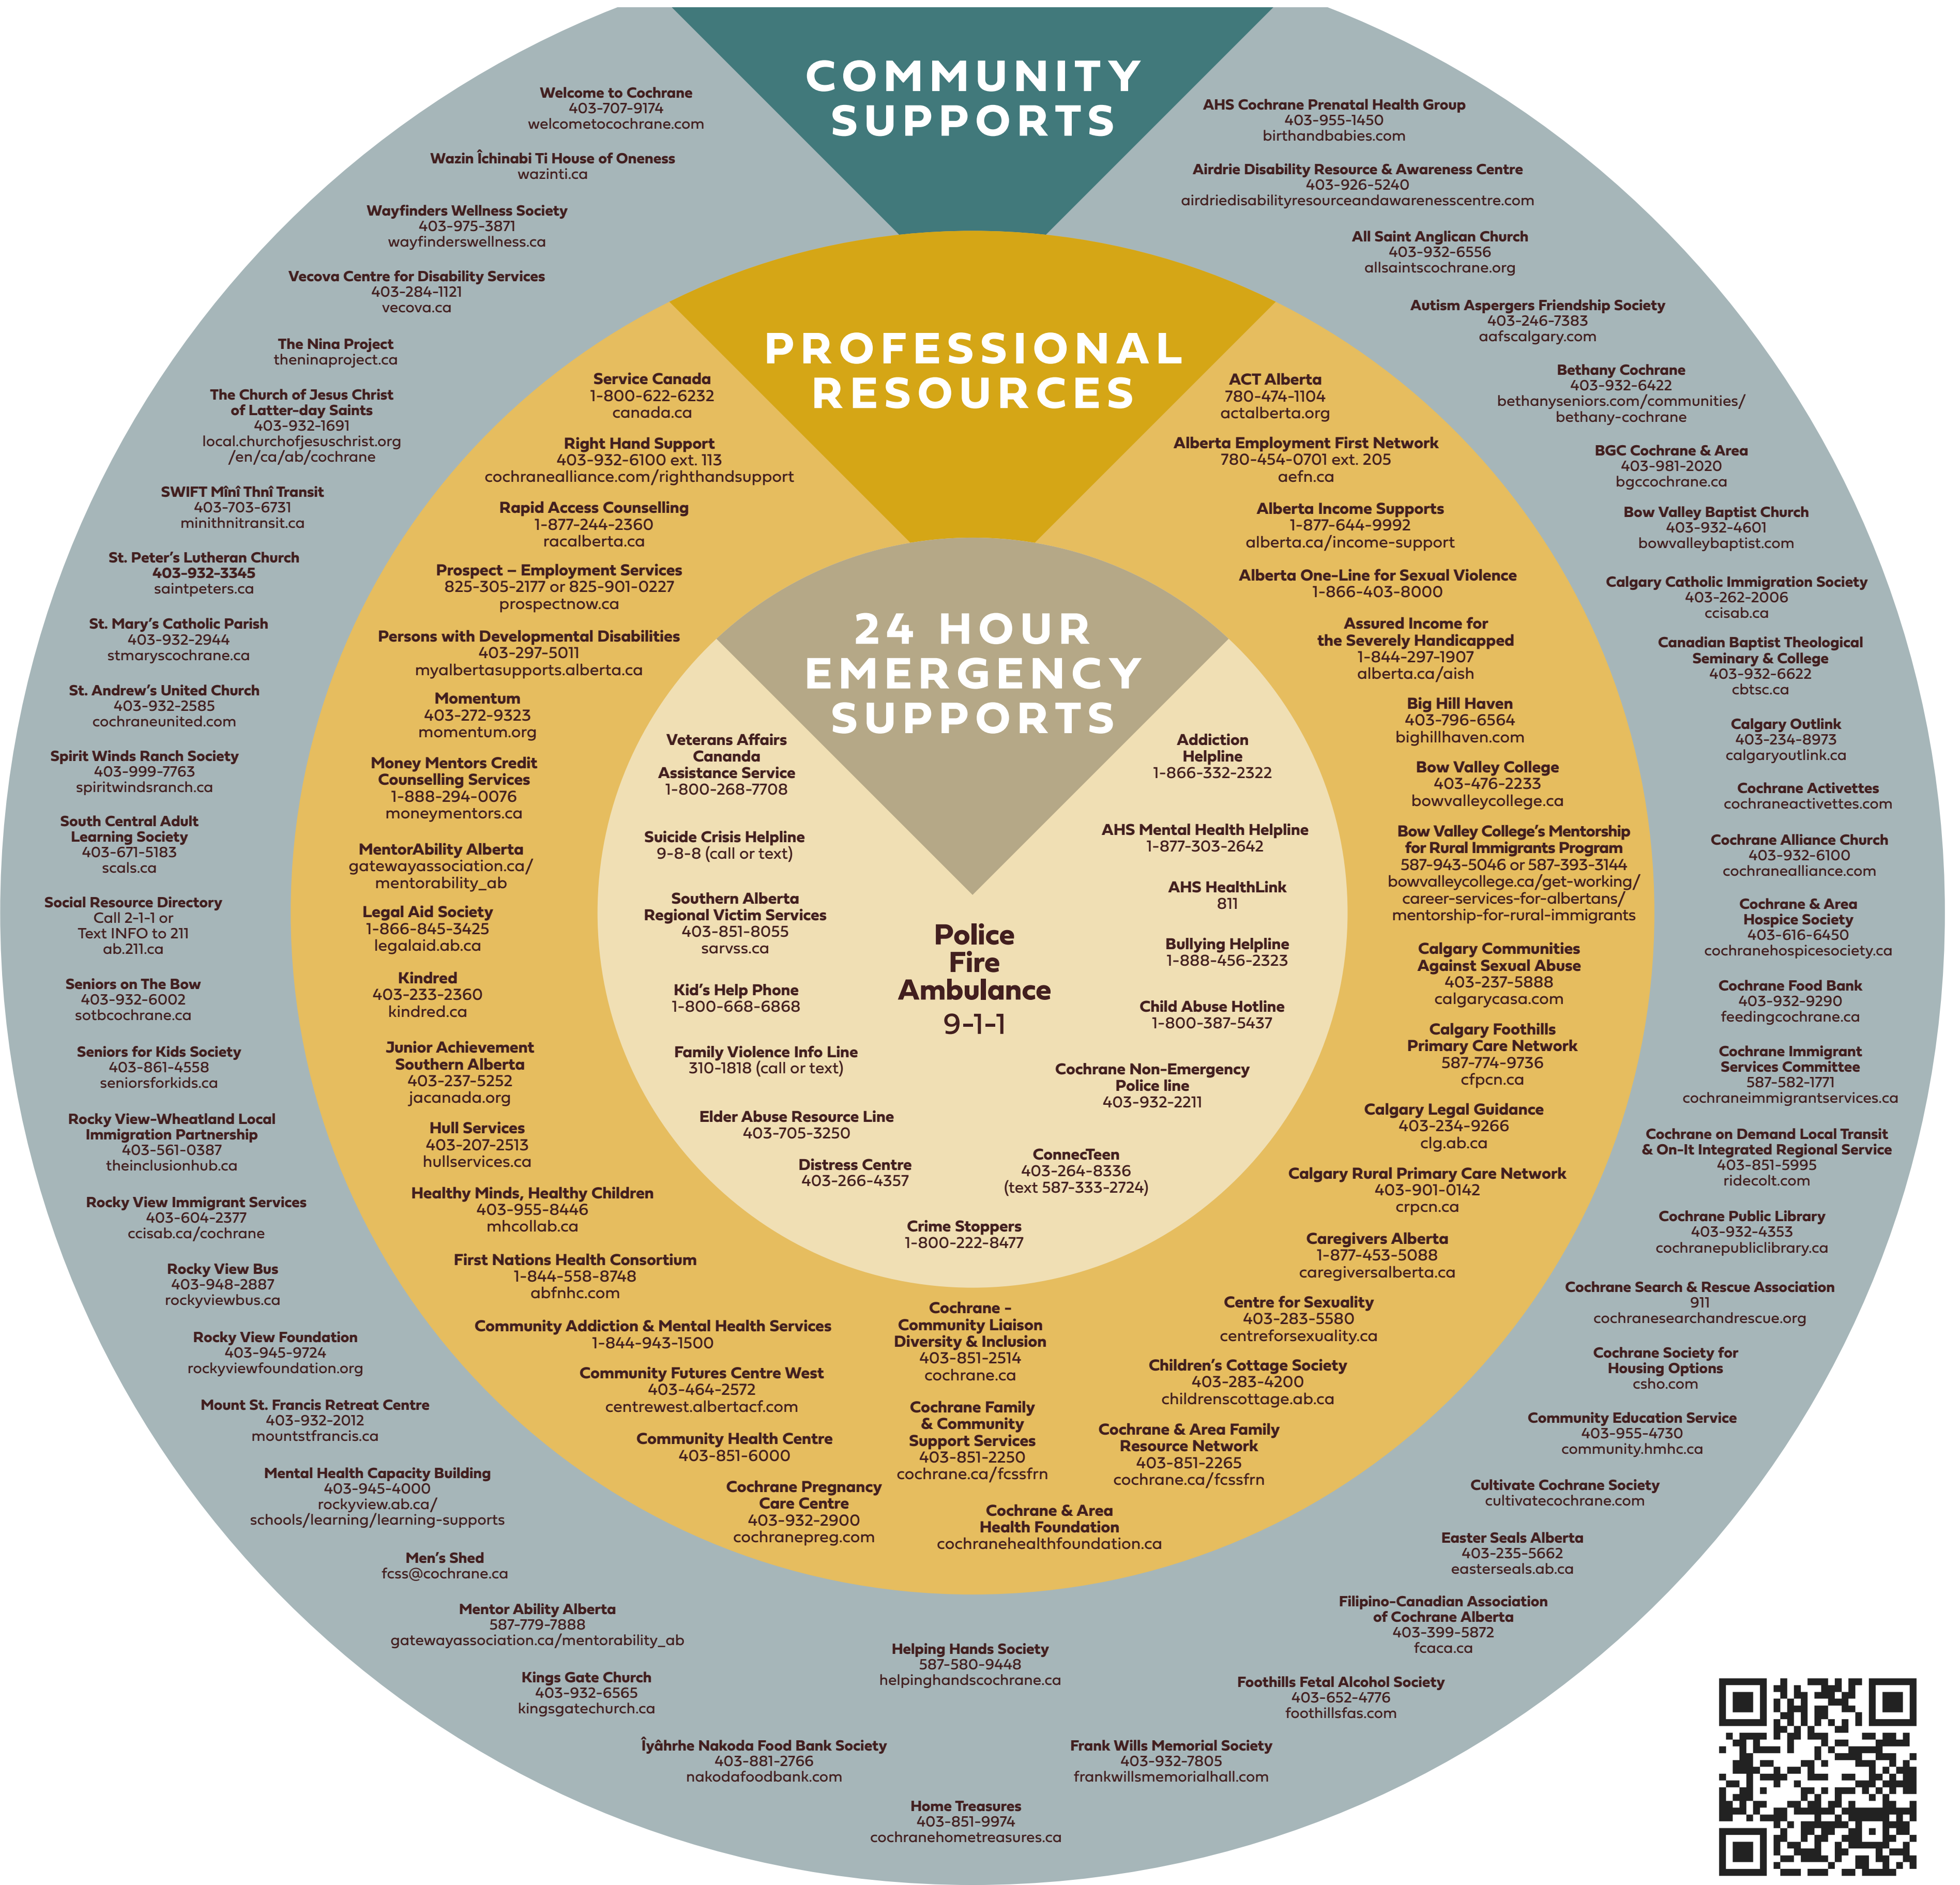 COMMUNITY
SUPPORTS
Welcome to Cochrane
403-707-9174
welcometocochrane.com
Wazin Îchinabi Ti House of Oneness
wazinti.ca
Wayfinders Wellness Society
403-975-3871
wayfinderswellness.ca
Vecova Centre for Disability Services
403-284-1121
vecova.ca
The Nina Project
theninaproject.ca
The Church of Jesus Christ
of Latter-day Saints
403-932-1691
local.churchofjesuschrist.org
/en/ca/ab/cochrane
SWIFT Mînî Thnî Transit
403-703-6731
minithnitransit.ca
St. Peter's Lutheran Church
403-932-3345
saintpeters.ca
St. Mary's Catholic Parish
403-932-2944
stmaryscochrane.ca
St. Andrew's United Church
403-932-2585
cochraneunited.com
Spirit Winds Ranch Society
403-999-7763
spiritwindsranch.ca
South Central Adult
Learning Society
403-671-5183
scals.ca
Social Resource Directory
Call 2-1-1 or
Text INFO to 211
ab.211.ca
Seniors on The Bow
403-932-6002
sotbcochrane.ca
Seniors for Kids Society
403-861-4558
seniorsforkids.ca
Rocky View-Wheatland Local
Immigration Partnership
403-561-0387
theinclusionhub.ca
Rocky View Immigrant Services
403-604-2377
ccisab.ca/cochrane
Rocky View Bus
403-948-2887
rockyviewbus.ca
Rocky View Foundation
403-945-9724
rockyviewfoundation.org
Mount St. Francis Retreat Centre
403-932-2012
mountstfrancis.ca
Mental Health Capacity Building
403-945-4000
rockyview.ab.ca/
schools/learning/learning-supports
Men's Shed
fcss@cochrane.ca
Mentor Ability Alberta
587-779-7888
gatewayassociation.ca/mentorability_ab
Kings Gate Church
403-932-6565
kingsgatechurch.ca
Îyâhrhe Nakoda Food Bank Society
403-881-2766
nakodafoodbank.com
Home Treasures
403-851-9974
cochranehometreasures.ca
Helping Hands Society
587-580-9448
helpinghandscochrane.ca
Frank Wills Memorial Society
403-932-7805
frankwillsmemorialhall.com
Foothills Fetal Alcohol Society
403-652-4776
foothillsfas.com
Filipino-Canadian Association
of Cochrane Alberta
403-399-5872
fcaca.ca
Easter Seals Alberta
403-235-5662
easterseals.ab.ca
Cultivate Cochrane Society
cultivatecochrane.com
Community Education Service
403-955-4730
community.hmhc.ca
Cochrane Society for
Housing Options
csho.com
Cochrane Search & Rescue Association
911
cochranesearchandrescue.org
Cochrane Public Library
403-932-4353
cochranepubliclibrary.ca
Cochrane on Demand Local Transit
& On-It Integrated Regional Service
403-851-5995
ridecolt.com
Cochrane Immigrant
Services Committee
587-582-1771
cochraneimmigrantservices.ca
Cochrane Food Bank
403-932-9290
feedingcochrane.ca
Cochrane & Area
Hospice Society
403-616-6450
cochranehospicesociety.ca
Cochrane Alliance Church
403-932-6100
cochranealliance.com
Cochrane Activettes
cochraneactivettes.com
Calgary Outlink
403-234-8973
calgaryoutlink.ca
Canadian Baptist Theological
Seminary & College
403-932-6622
cbtsc.ca
Calgary Catholic Immigration Society
403-262-2006
ccisab.ca
Bow Valley Baptist Church
403-932-4601
bowvalleybaptist.com
BGC Cochrane & Area
403-981-2020
bgccochrane.ca
Bethany Cochrane
403-932-6422
bethanyseniors.com/communities/
bethany-cochrane
Autism Aspergers Friendship Society
403-246-7383
aafscalgary.com
All Saint Anglican Church
403-932-6556
allsaintscochrane.org
Airdrie Disability Resource & Awareness Centre
403-926-5240
airdriedisabilityresourceandawarenesscentre.com
AHS Cochrane Prenatal Health Group
403-955-1450
birthandbabies.com
PROFESSIONAL
RESOURCES
Service Canada
1-800-622-6232
canada.ca
Right Hand Support
403-932-6100 ext. 113
cochranealliance.com/righthandsupport
Rapid Access Counselling
1-877-244-2360
racalberta.ca
Prospect – Employment Services
825-305-2177 or 825-901-0227
prospectnow.ca
Persons with Developmental Disabilities
403-297-5011
myalbertasupports.alberta.ca
Momentum
403-272-9323
momentum.org
Money Mentors Credit
Counselling Services
1-888-294-0076
moneymentors.ca
MentorAbility Alberta
gatewayassociation.ca/
mentorability_ab
Legal Aid Society
1-866-845-3425
legalaid.ab.ca
Kindred
403-233-2360
kindred.ca
Junior Achievement
Southern Alberta
403-237-5252
jacanada.org
Hull Services
403-207-2513
hullservices.ca
Healthy Minds, Healthy Children
403-955-8446
mhcollab.ca
First Nations Health Consortium
1-844-558-8748
abfnhc.com
Community Addiction & Mental Health Services
1-844-943-1500
Community Futures Centre West
403-464-2572
centrewest.albertacf.com
Community Health Centre
403-851-6000
Cochrane Pregnancy
Care Centre
403-932-2900
cochranepreg.com
Cochrane –
Community Liaison
Diversity & Inclusion
403-851-2514
cochrane.ca
Cochrane Family
& Community
Support Services
403-851-2250
cochrane.ca/fcssfrn
Cochrane & Area
Health Foundation
cochranehealthfoundation.ca
Cochrane & Area Family
Resource Network
403-851-2265
cochrane.ca/fcssfrn
Children's Cottage Society
403-283-4200
childrenscottage.ab.ca
Centre for Sexuality
403-283-5580
centreforsexuality.ca
Caregivers Alberta
1-877-453-5088
caregiversalberta.ca
Calgary Rural Primary Care Network
403-901-0142
crpcn.ca
Calgary Legal Guidance
403-234-9266
clg.ab.ca
Calgary Foothills
Primary Care Network
587-774-9736
cfpcn.ca
Calgary Communities
Against Sexual Abuse
403-237-5888
calgarycasa.com
Bow Valley College's Mentorship
for Rural Immigrants Program
587-943-5046 or 587-393-3144
bowvalleycollege.ca/get-working/
career-services-for-albertans/
mentorship-for-rural-immigrants
Bow Valley College
403-476-2233
bowvalleycollege.ca
Big Hill Haven
403-796-6564
bighillhaven.com
Assured Income for
the Severely Handicapped
1-844-297-1907
alberta.ca/aish
Alberta One-Line for Sexual Violence
1-866-403-8000
Alberta Income Supports
1-877-644-9992
alberta.ca/income-support
Alberta Employment First Network
780-454-0701 ext. 205
aefn.ca
ACT Alberta
780-474-1104
actalberta.org
24 HOUR
EMERGENCY
SUPPORTS
Veterans Affairs
Cananda
Assistance Service
1-800-268-7708
Suicide Crisis Helpline
9-8-8 (call or text)
Southern Alberta
Regional Victim Services
403-851-8055
sarvss.ca
Kid's Help Phone
1-800-668-6868
Family Violence Info Line
310-1818 (call or text)
Elder Abuse Resource Line
403-705-3250
Distress Centre
403-266-4357
Crime Stoppers
1-800-222-8477
ConnecTeen
403-264-8336
(text 587-333-2724)
Cochrane Non-Emergency
Police line
403-932-2211
Child Abuse Hotline
1-800-387-5437
Bullying Helpline
1-888-456-2323
AHS HealthLink
811
AHS Mental Health Helpline
1-877-303-2642
Addiction
Helpline
1-866-332-2322
Police
Fire
Ambulance
9-1-1